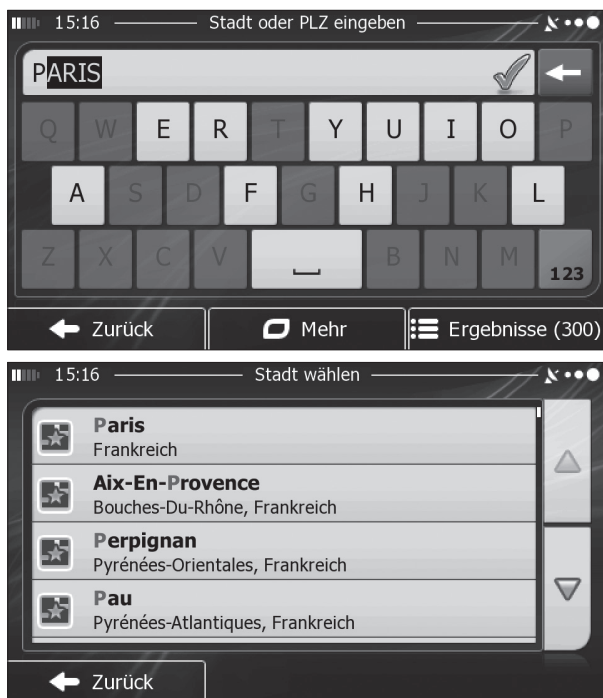 15:16 Stadt oder PLZ eingeben
PARIS
Q W E R T Y U I O P
A S D F G H J K L
Z X C V B N M 123
Zurück Mehr Ergebnisse (300)
15:16 Stadt wählen
Paris
Frankreich
Aix-En-Provence
Bouches-Du-Rhône, Frankreich
Perpignan
Pyrénées-Orientales, Frankreich
Pau
Pyrénées-Atlantiques, Frankreich
Zurück